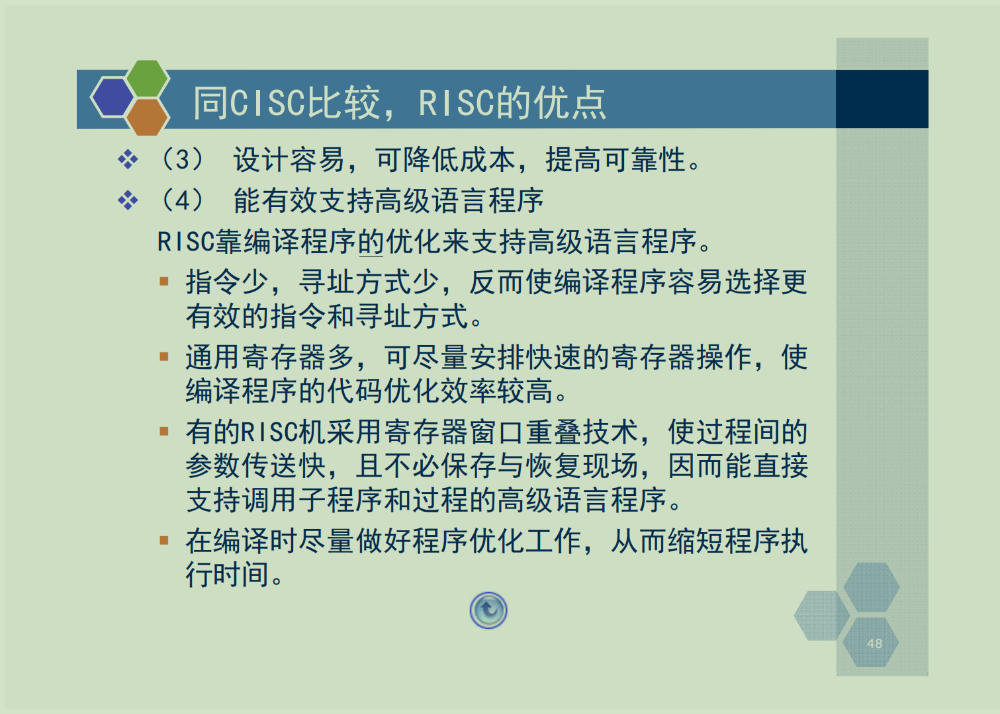 同CISC比较，RISC的优点
（3） 设计容易，可降低成本，提高可靠性。
（4） 能有效支持高级语言程序
RISC靠编译程序的优化来支持高级语言程序。
指令少，寻址方式少，反而使编译程序容易选择更
有效的指令和寻址方式。
通用寄存器多，可尽量安排快速的寄存器操作，使
编译程序的代码优化效率较高。
有的RISC机采用寄存器窗口重叠技术，使过程间的
参数传送快，且不必保存与恢复现场，因而能直接
支持调用子程序和过程的高级语言程序。
在编译时尽量做好程序优化工作，从而缩短程序执
行时间。
48